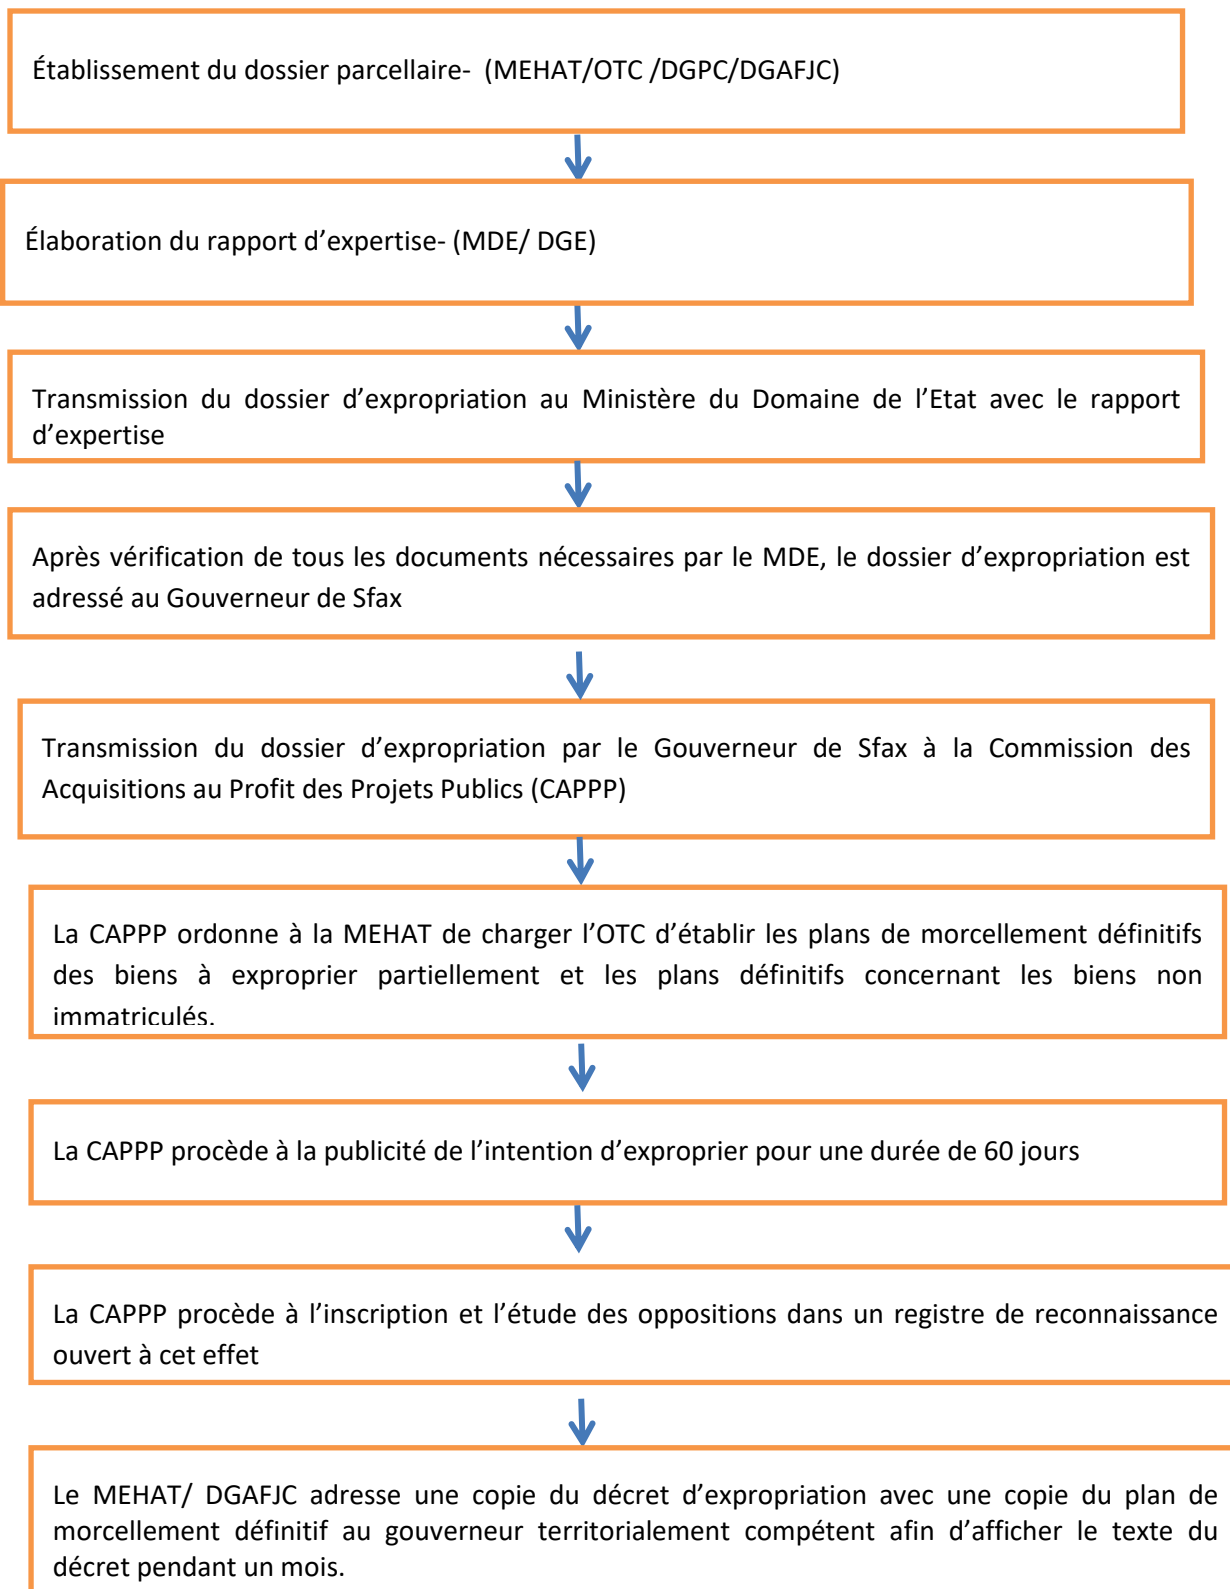 Établissement du dossier parcellaire- (MEHAT/OTC /DGPC/DGAFJC)
Élaboration du rapport d’expertise- (MDE/ DGE)
Transmission du dossier d’expropriation au Ministère du Domaine de l’Etat avec le rapport
d’expertise
Après vérification de tous les documents nécessaires par le MDE, le dossier d’expropriation est
adressé au Gouverneur de Sfax
Transmission du dossier d’expropriation par le Gouverneur de Sfax à la Commission des
Acquisitions au Profit des Projets Publics (CAPPP)
La CAPPP ordonne à la MEHAT de charger l’OTC d’établir les plans de morcellement définitifs
des biens à exproprier partiellement et les plans définitifs concernant les biens non
immatriculés.
La CAPPP procède à la publicité de l’intention d’exproprier pour une durée de 60 jours
La CAPPP procède à l’inscription et l’étude des oppositions dans un registre de reconnaissance
ouvert à cet effet
Le MEHAT/ DGAFJC adresse une copie du décret d’expropriation avec une copie du plan de
morcellement définitif au gouverneur territorialement compétent afin d’afficher le texte du
décret pendant un mois.